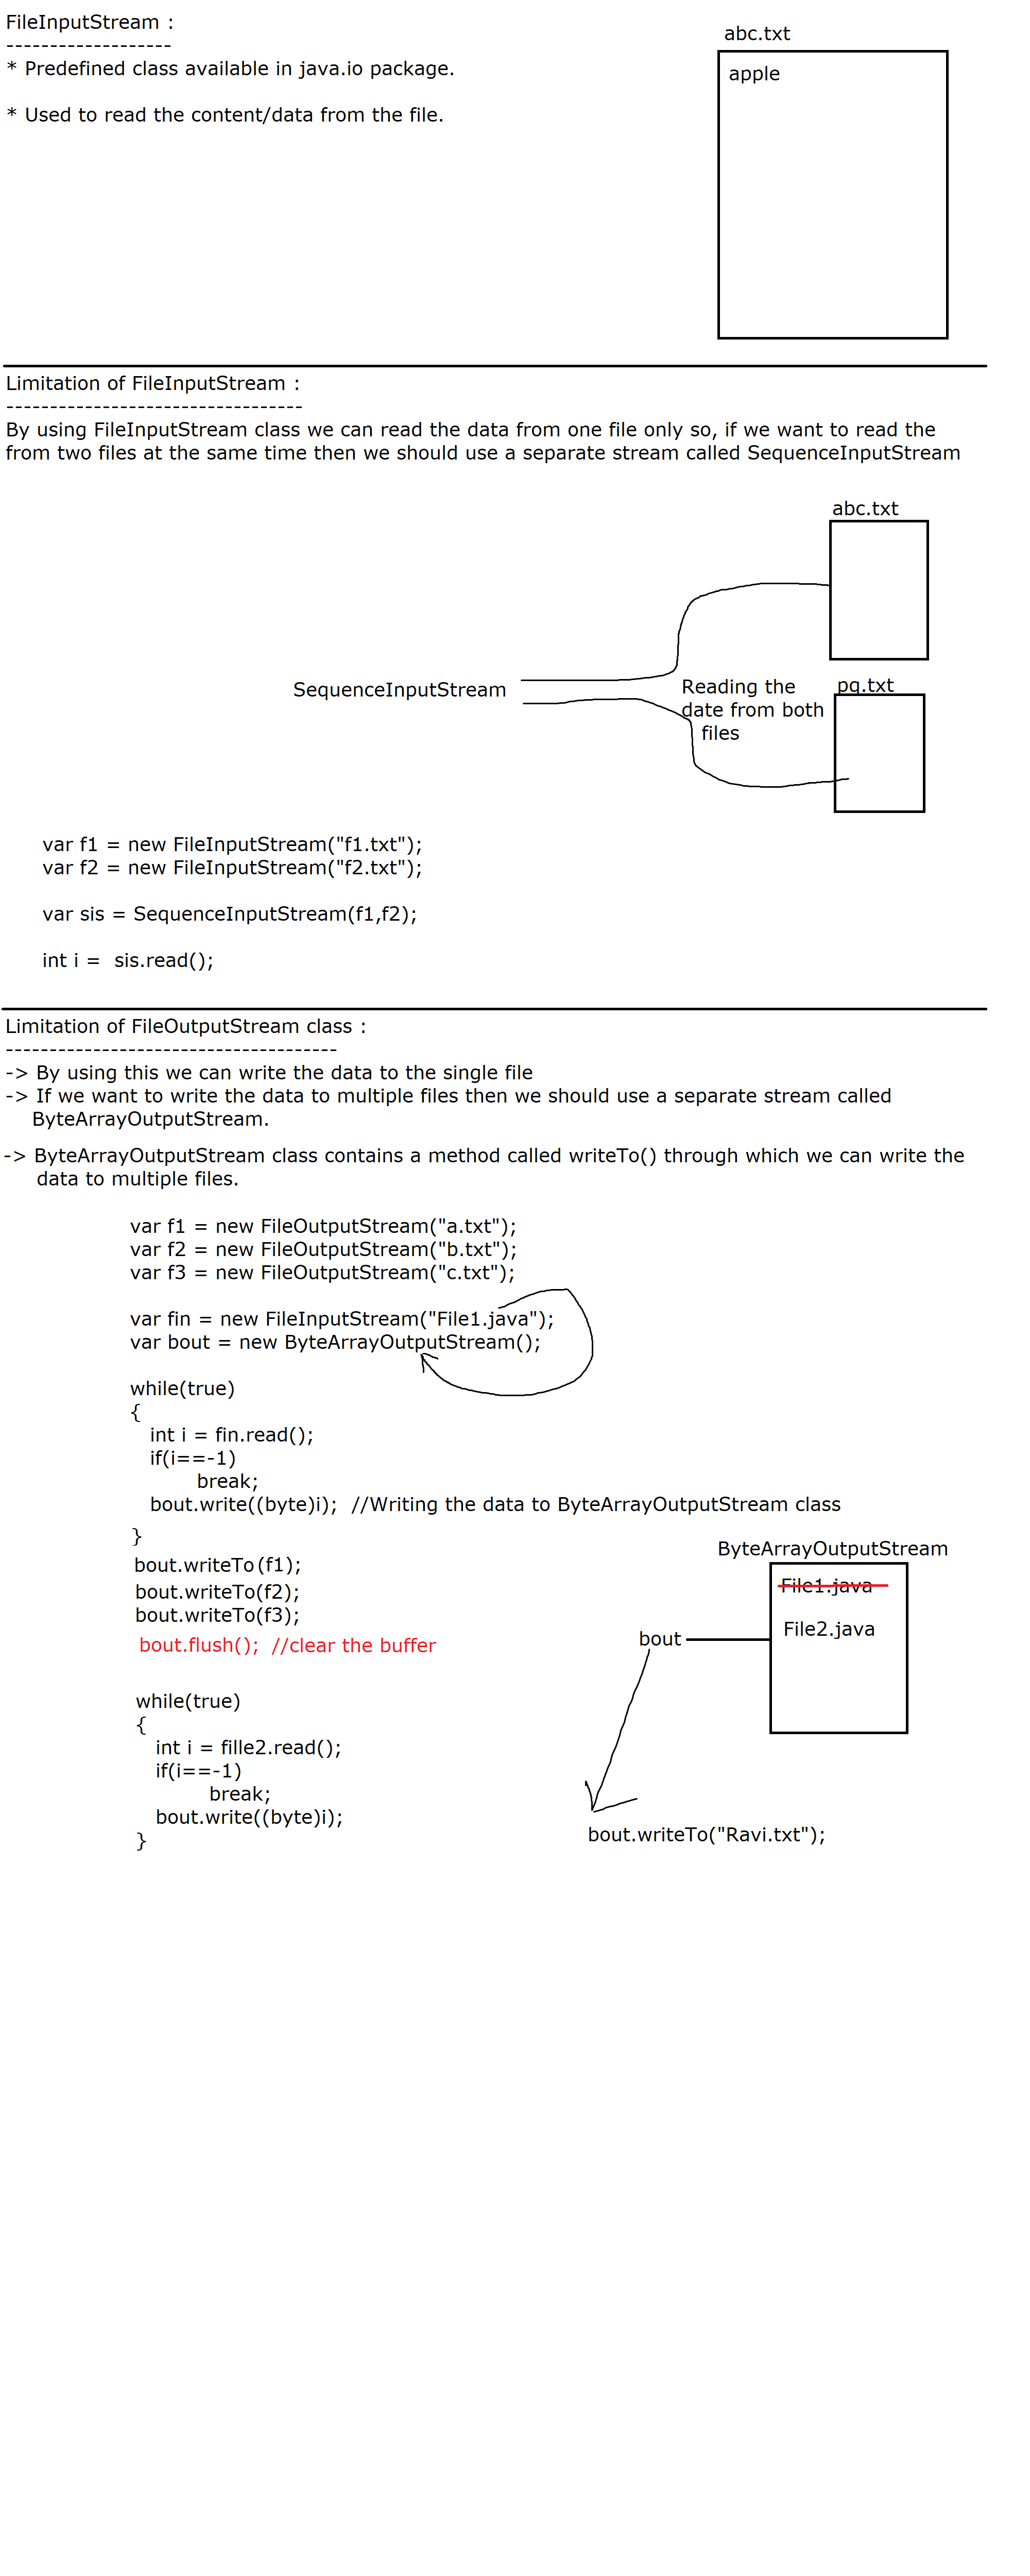 FileInputStream :
-------------------
* Predefined class available in java.io package.
* Used to read the content/data from the file.
abc.txt
apple
Limitation of FileInputStream :
----------------------------------
By using FileInputStream class we can read the data from one file only so, if we want to read the
from two files at the same time then we should use a separate stream called SequenceInputStream
abc.txt
SequenceInputStream
Reading the
date from both
files
pq.txt
var f1 = new FileInputStream("f1.txt");
var f2 = new FileInputStream("f2.txt");
var sis = SequenceInputStream(f1,f2);
int i =  sis.read();
Limitation of FileOutputStream class :
--------------------------------------
-> By using this we can write the data to the single file
-> If we want to write the data to multiple files then we should use a separate stream called
ByteArrayOutputStream.
-> ByteArrayOutputStream class contains a method called writeTo() through which we can write the
data to multiple files.
var f1 = new FileOutputStream("a.txt");
var f2 = new FileOutputStream("b.txt");
var f3 = new FileOutputStream("c.txt");
var fin = new FileInputStream("File1.java");
var bout = new ByteArrayOutputStream();
while(true)
{
int i = fin.read();
if(i==-1)
break;
bout.write((byte)i);  //Writing the data to ByteArrayOutputStream class
}
bout.writeTo(f1);
bout.writeTo(f2);
bout.writeTo(f3);
bout.flush();  //clear the buffer
ByteArrayOutputStream
File1.java
File2.java
bout
while(true)
{
int i = fille2.read();
if(i==-1)
break;
bout.write((byte)i);
}
bout.writeTo("Ravi.txt");